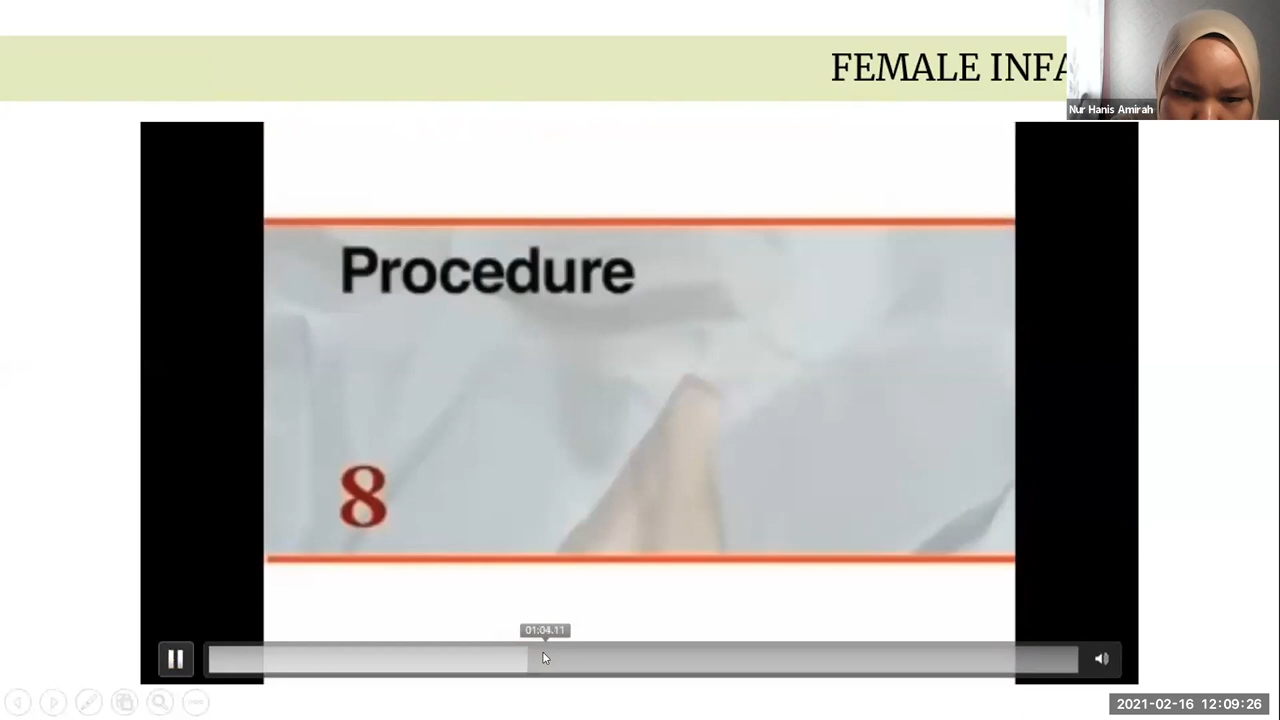 FEMALE INFA
Nur Hanis Amirah
Procedure
8
01:04.11
2021-02-16 12:09:26